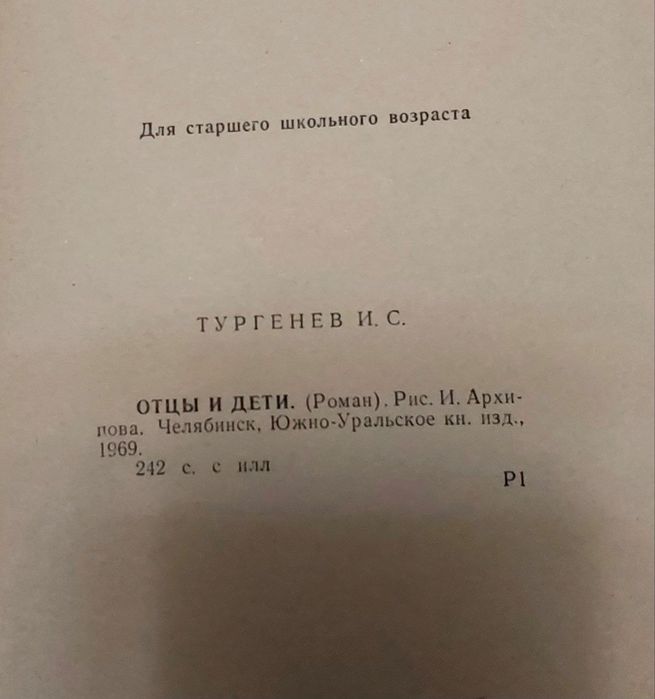 Для старшего школьного возраста
ТУРГЕНЕВ И. С.
ОТЦЫ И ДЕТИ. (Роман). Рис. И. Архи-
пова. Челябинск, Южно-Уральское кн. изд.,
1969.
242 с. с илл
Р1